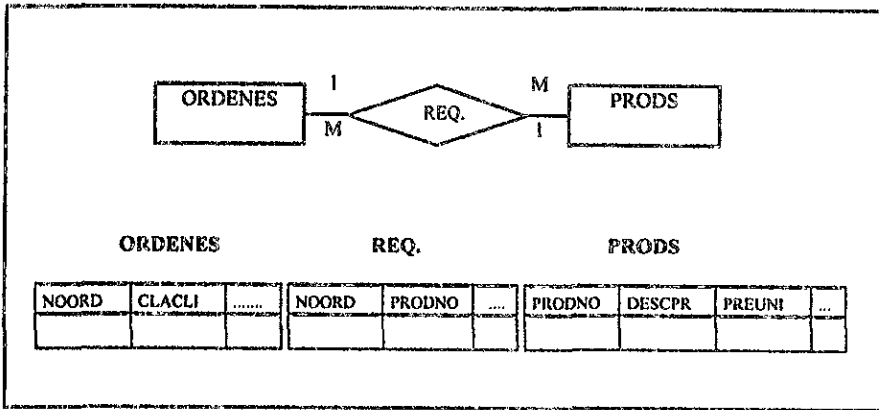 1 M
ORDENES REQ. PRODS
M 1
ORDENES REQ. PRODS
NOORD CLACLI ....... NOORD PRODNO .... PRODNO DESCPR PREUNI ...